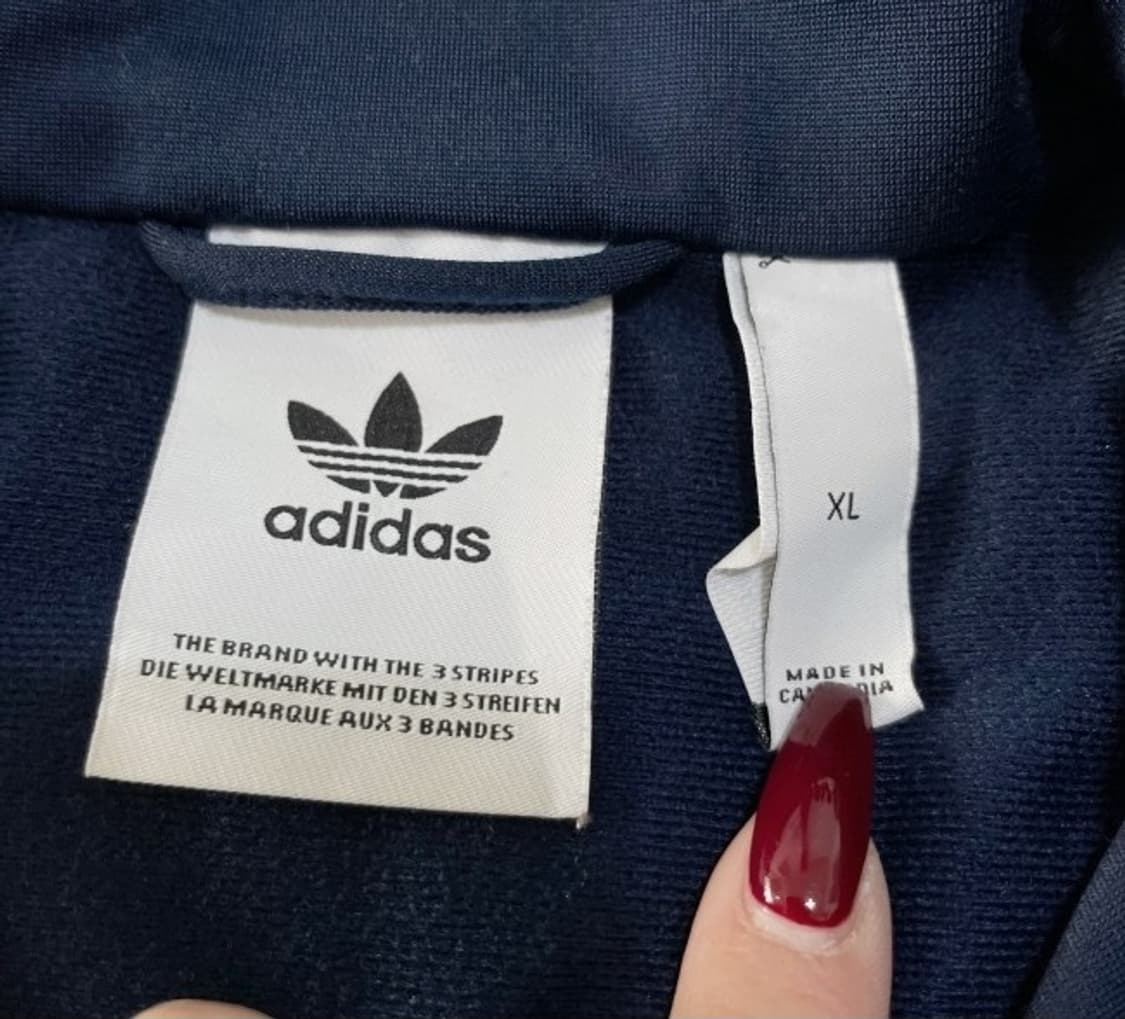 adidas
THE BRAND WITH THE 3 STRIPES
DIE WELTMARKE MIT DEN 3 STREIFEN
LA MARQUE AUX 3 BANDES
XL
MADE IN